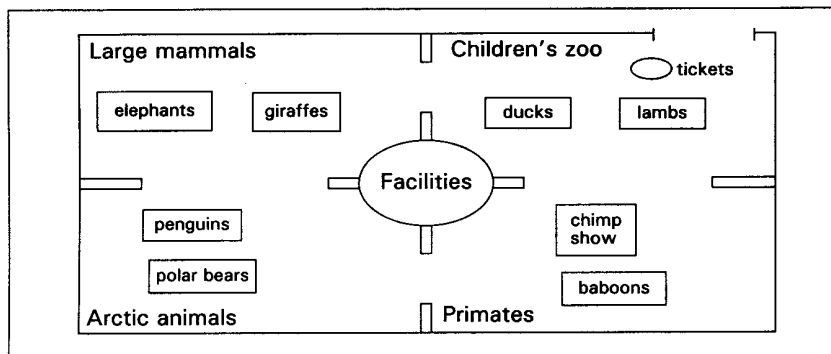 Large mammals
Children's zoo
tickets
elephants
giraffes
ducks
lambs
Facilities
penguins
chimp
show
polar bears
baboons
Arctic animals
Primates